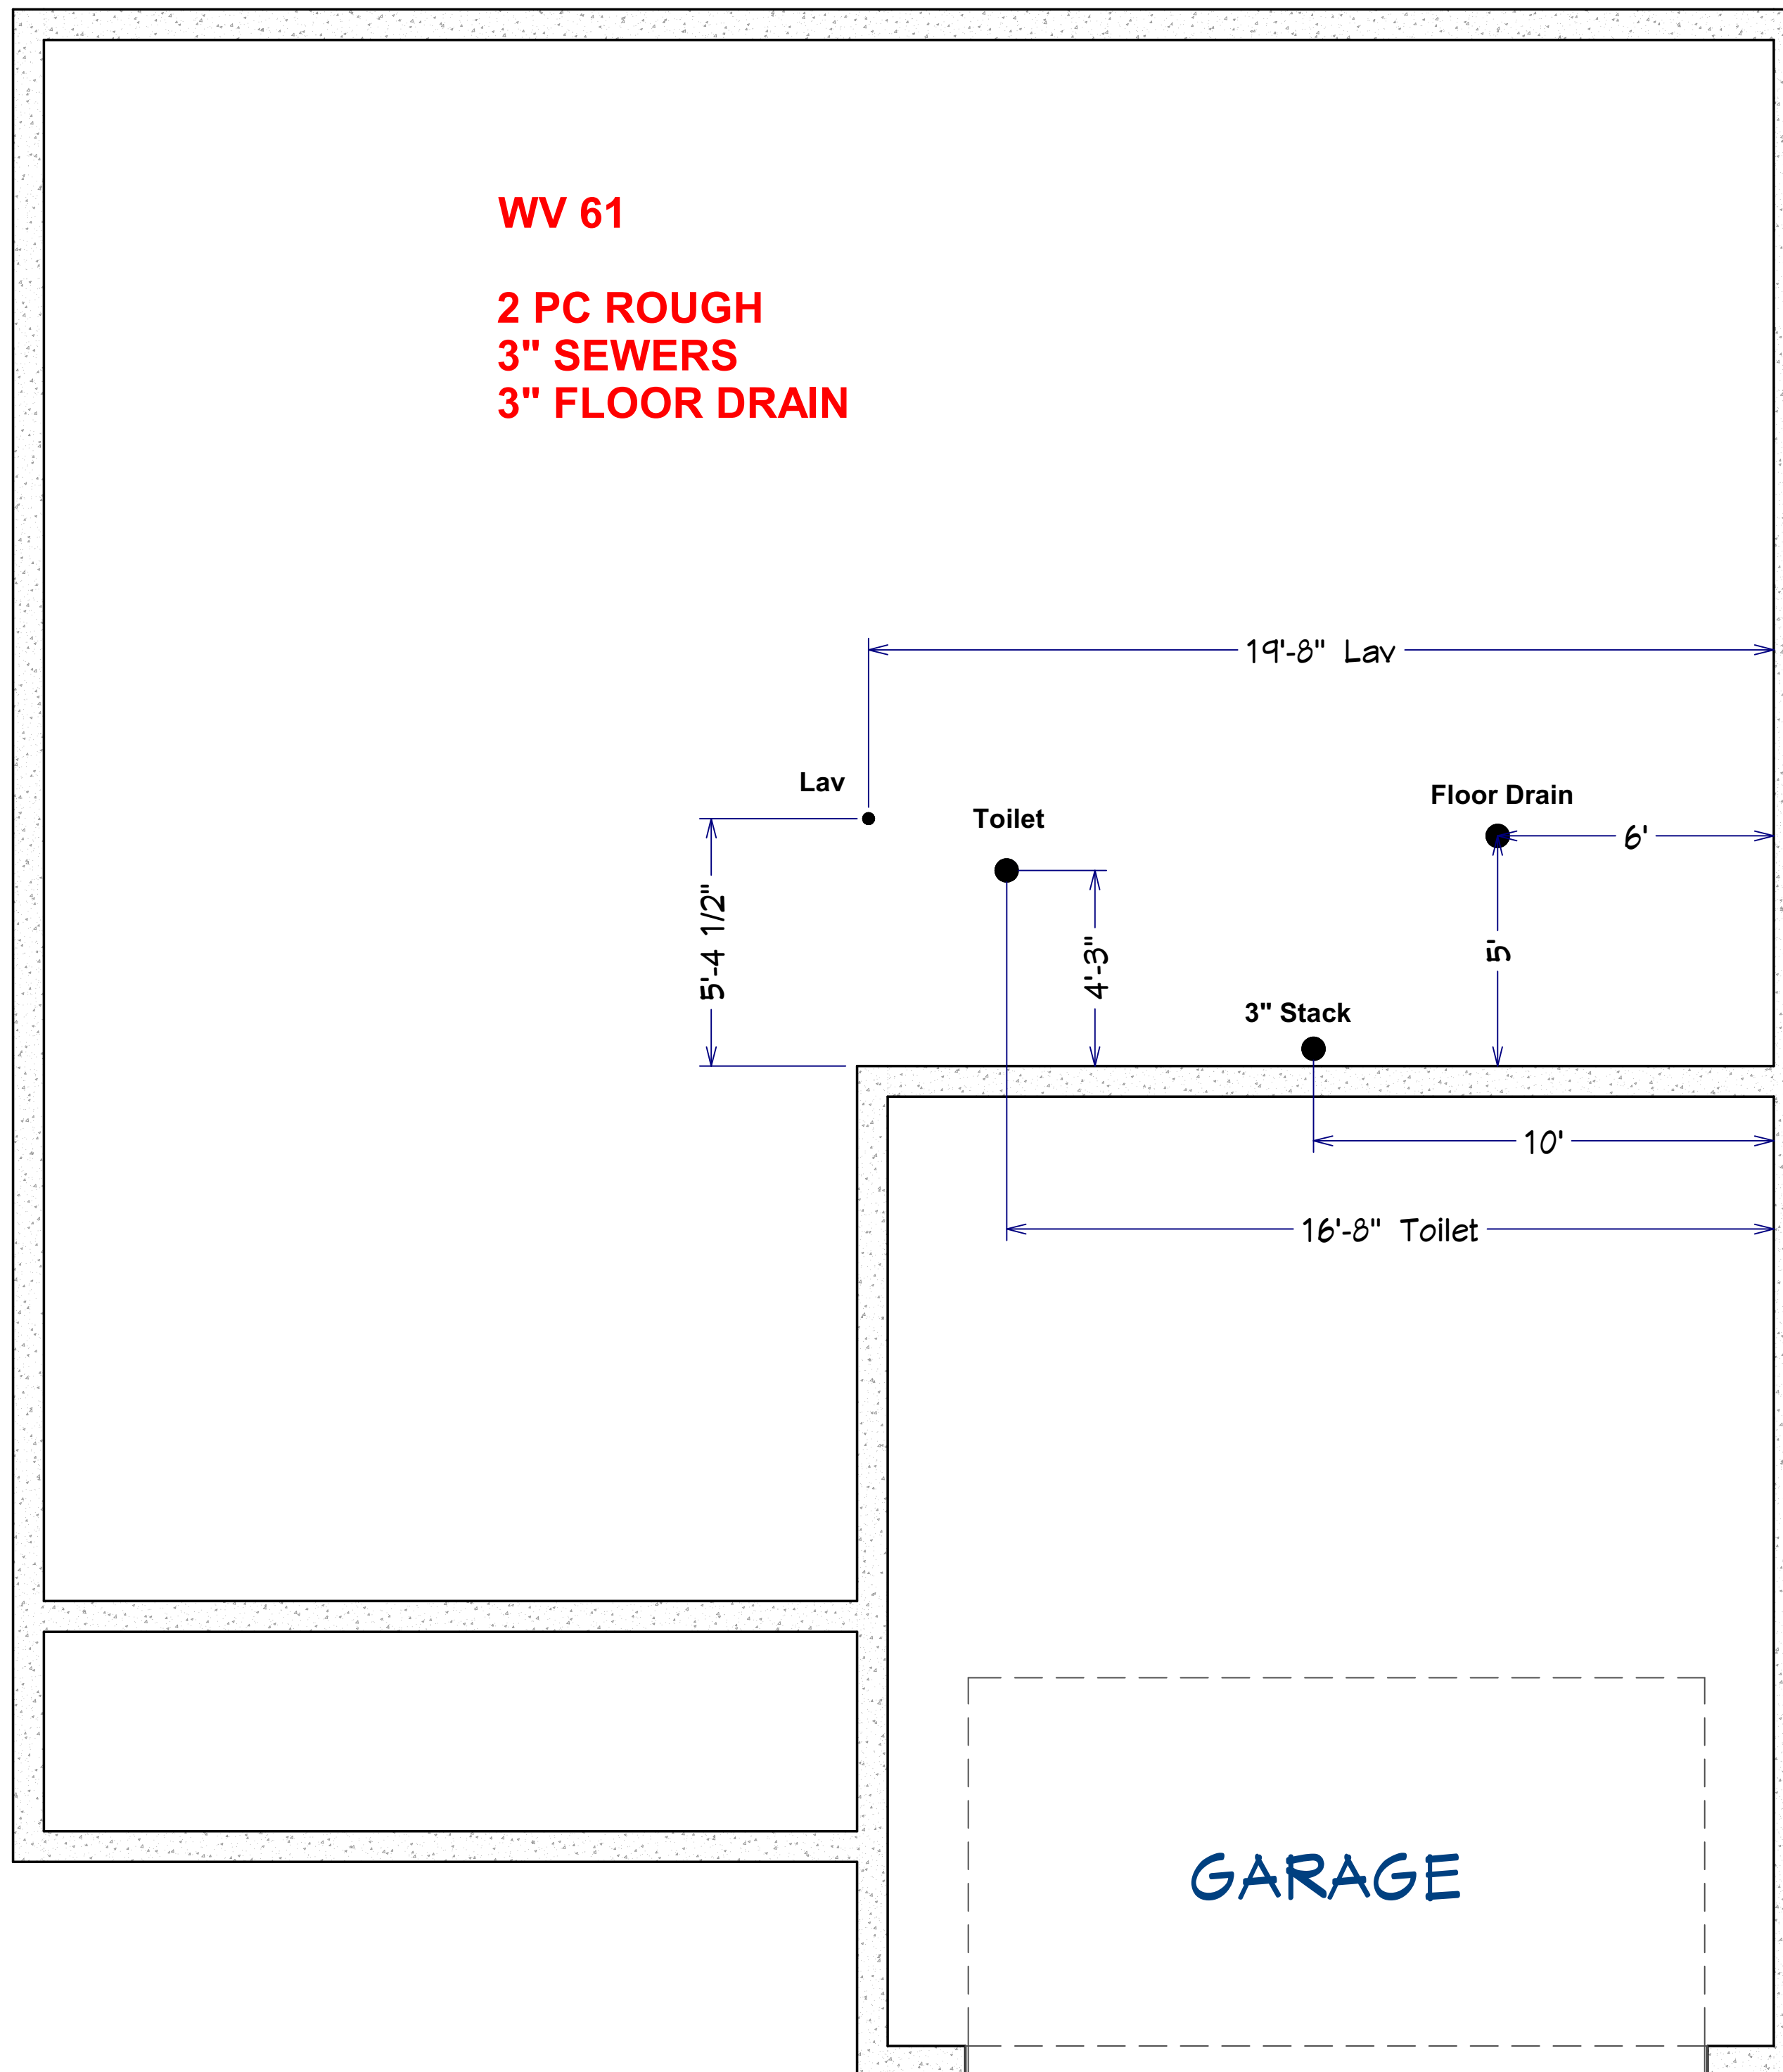 WV 61
2 PC ROUGH
3" SEWERS
3" FLOOR DRAIN
19'-8" Lav
Lav
Toilet
Floor Drain
6'
5'-4 1/2"
4'-3"
5'
3" Stack
10'
16'-8" Toilet
GARAGE